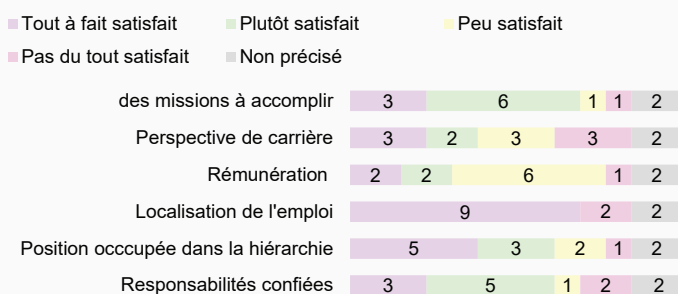 Tout à fait satisfait Plutôt satisfait Peu satisfait
Pas du tout satisfait Non précisé
des missions à accomplir 3 6 1 1 2
Perspective de carrière 3 2 3 3 2
Rémunération 2 2 6 1 2
Localisation de l'emploi 9 2 2
Position occcupée dans la hiérarchie 5 3 2 1 2
Responsabilités confiées 3 5 1 2 2